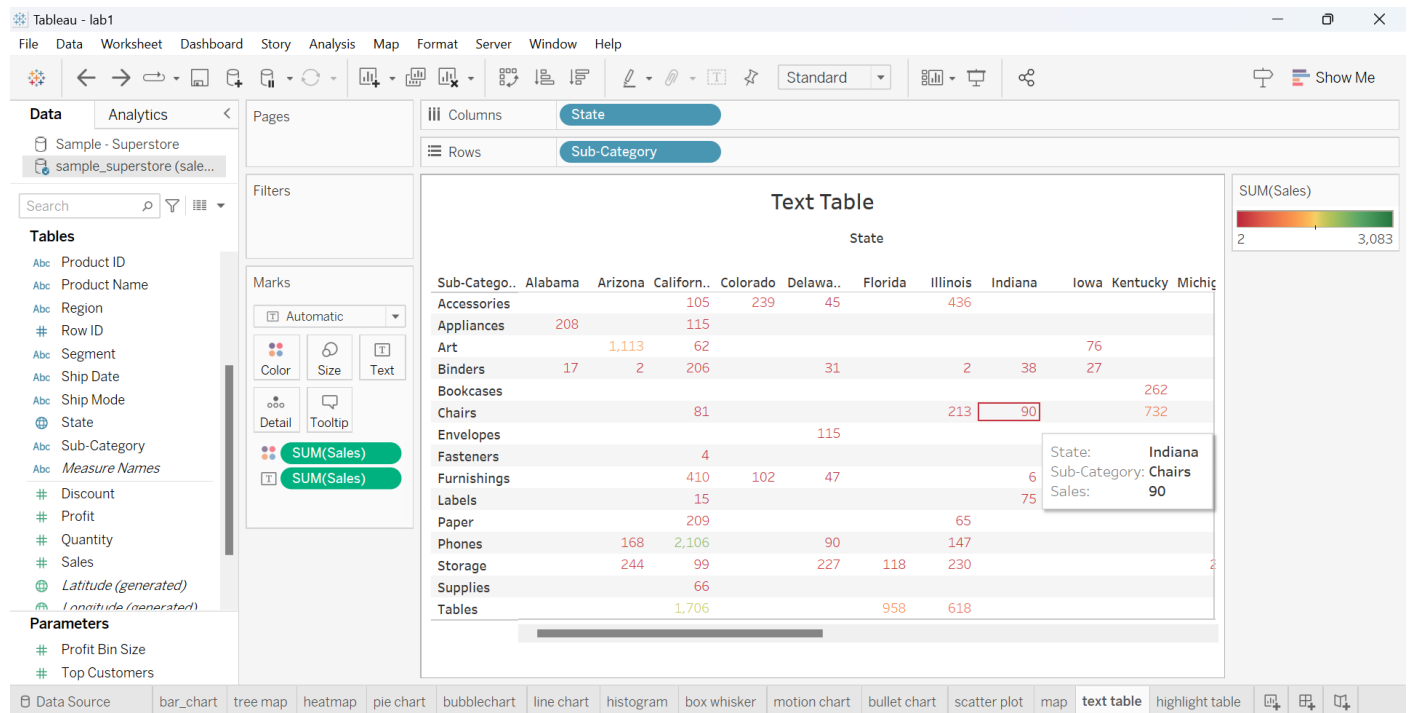 Tableau - lab1
File Data Worksheet Dashboard Story Analysis Map Format Server Window Help
Standard
Show Me
Data Analytics
Sample - Superstore
sample_superstore (sale...
Search
Tables
Abc Product ID
Abc Product Name
Abc Region
# Row ID
Abc Segment
Abc Ship Date
Abc Ship Mode
State
Abc Sub-Category
Abc Measure Names
# Discount
# Profit
# Quantity
# Sales
Latitude (generated)
Longitude (generated)
Parameters
# Profit Bin Size
# Top Customers
Pages
Filters
Marks
T Automatic
Color Size Text
Detail Tooltip
SUM(Sales)
T SUM(Sales)
Columns State
Rows Sub-Category
Text Table
State
Sub-Catego.. Alabama Arizona Californ.. Colorado Delawa.. Florida Illinois Indiana Iowa Kentucky Michig
Accessories 105 239 45 436
Appliances 208 115
Art 1,113 62 76
Binders 17 2 206 31 2 38 27
Bookcases 262
Chairs 81 213 90 732
Envelopes 115
Fasteners 4
Furnishings 410 102 47 6
Labels 15 75
Paper 209 65
Phones 168 2,106 90 147
Storage 244 99 227 118 230 2
Supplies 66
Tables 1,706 958 618
State: Indiana
Sub-Category: Chairs
Sales: 90
SUM(Sales)
2 3,083
Data Source bar_chart tree map heatmap pie chart bubblechart line chart histogram box whisker motion chart bullet chart scatter plot map text table highlight table